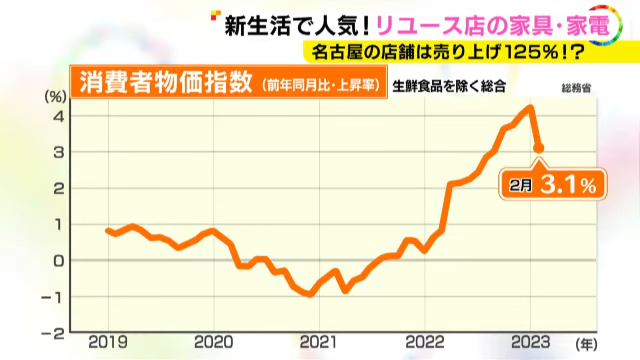 新生活で人気！リユース店の家具・家電
名古屋の店舗は売り上げ125％！？
消費者物価指数（前年同月比・上昇率）生鮮食品を除く総合
総務省
(％)
4
3
2
1
0
－1
－2
2月 3.1％
2019 2020 2021 2022 2023 (年)